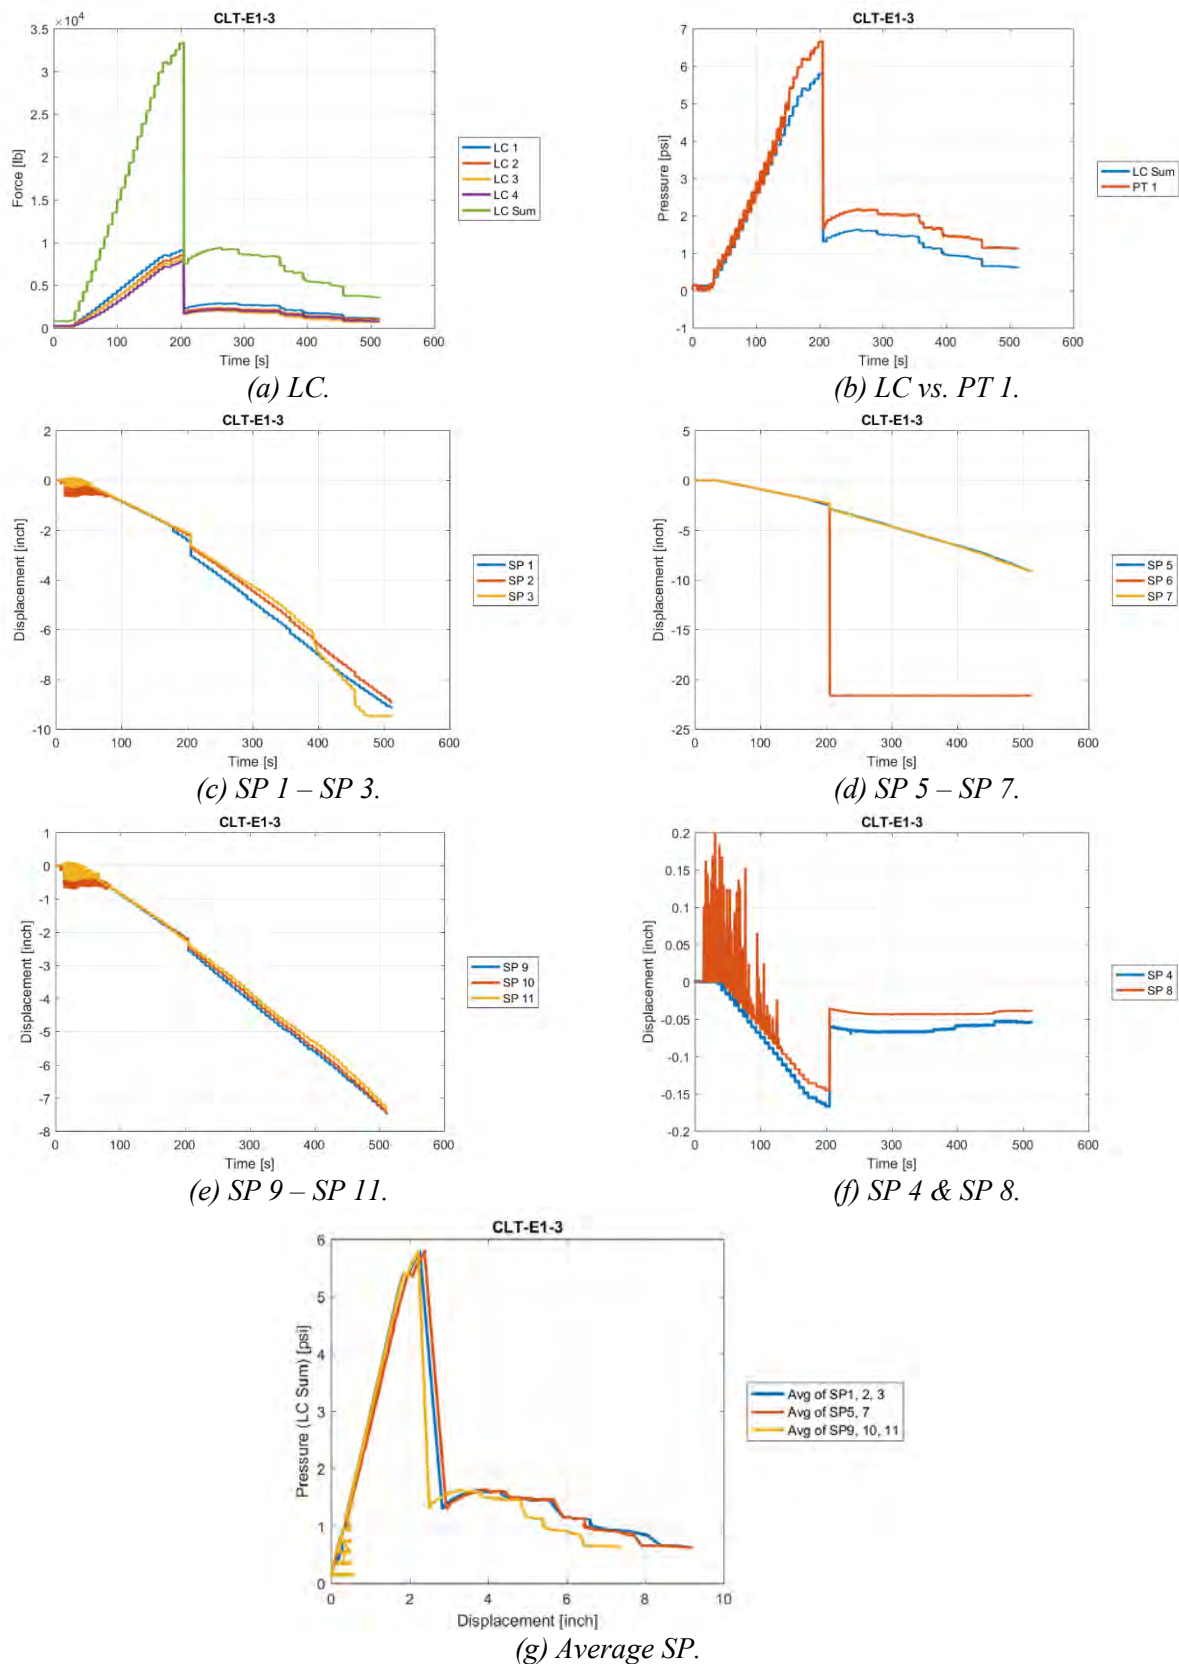 CLT-E1-3
×10⁴
3.5
3
2.5
2
1.5
1
0.5
0
Force [lb]
0 100 200 300 400 500 600
Time [s]
LC 1
LC 2
LC 3
LC 4
LC Sum
(a) LC.
CLT-E1-3
7
6
5
4
3
2
1
0
-1
Pressure [psi]
0 100 200 300 400 500 600
Time [s]
LC Sum
PT 1
(b) LC vs. PT 1.
CLT-E1-3
2
0
-2
-4
-6
-8
-10
Displacement [inch]
0 100 200 300 400 500 600
Time [s]
SP 1
SP 2
SP 3
(c) SP 1 – SP 3.
CLT-E1-3
5
0
-5
-10
-15
-20
-25
Displacement [inch]
0 100 200 300 400 500 600
Time [s]
SP 5
SP 6
SP 7
(d) SP 5 – SP 7.
CLT-E1-3
1
0
-1
-2
-3
-4
-5
-6
-7
-8
Displacement [inch]
0 100 200 300 400 500 600
Time [s]
SP 9
SP 10
SP 11
(e) SP 9 – SP 11.
CLT-E1-3
0.2
0.15
0.1
0.05
0
-0.05
-0.1
-0.15
-0.2
Displacement [inch]
0 100 200 300 400 500 600
Time [s]
SP 4
SP 8
(f) SP 4 & SP 8.
CLT-E1-3
6
5
4
3
2
1
0
Pressure (LC Sum) [psi]
0 2 4 6 8 10
Displacement [inch]
Avg of SP1, 2, 3
Avg of SP5, 7
Avg of SP9, 10, 11
(g) Average SP.